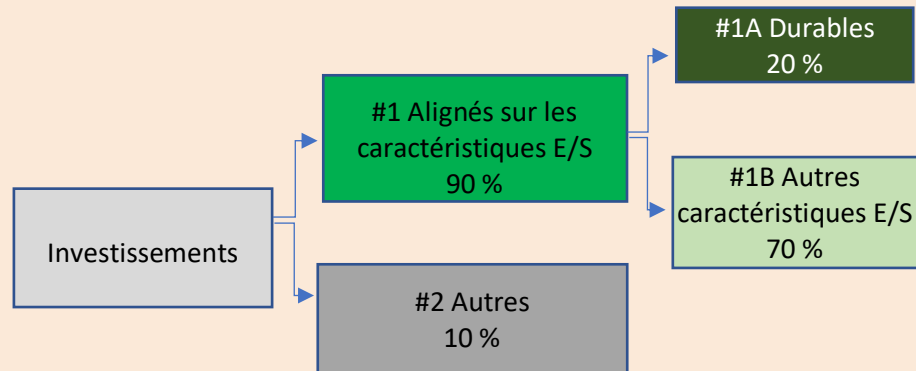 Investissements
#1 Alignés sur les
caractéristiques E/S
90 %
#2 Autres
10 %
#1A Durables
20 %
#1B Autres
caractéristiques E/S
70 %